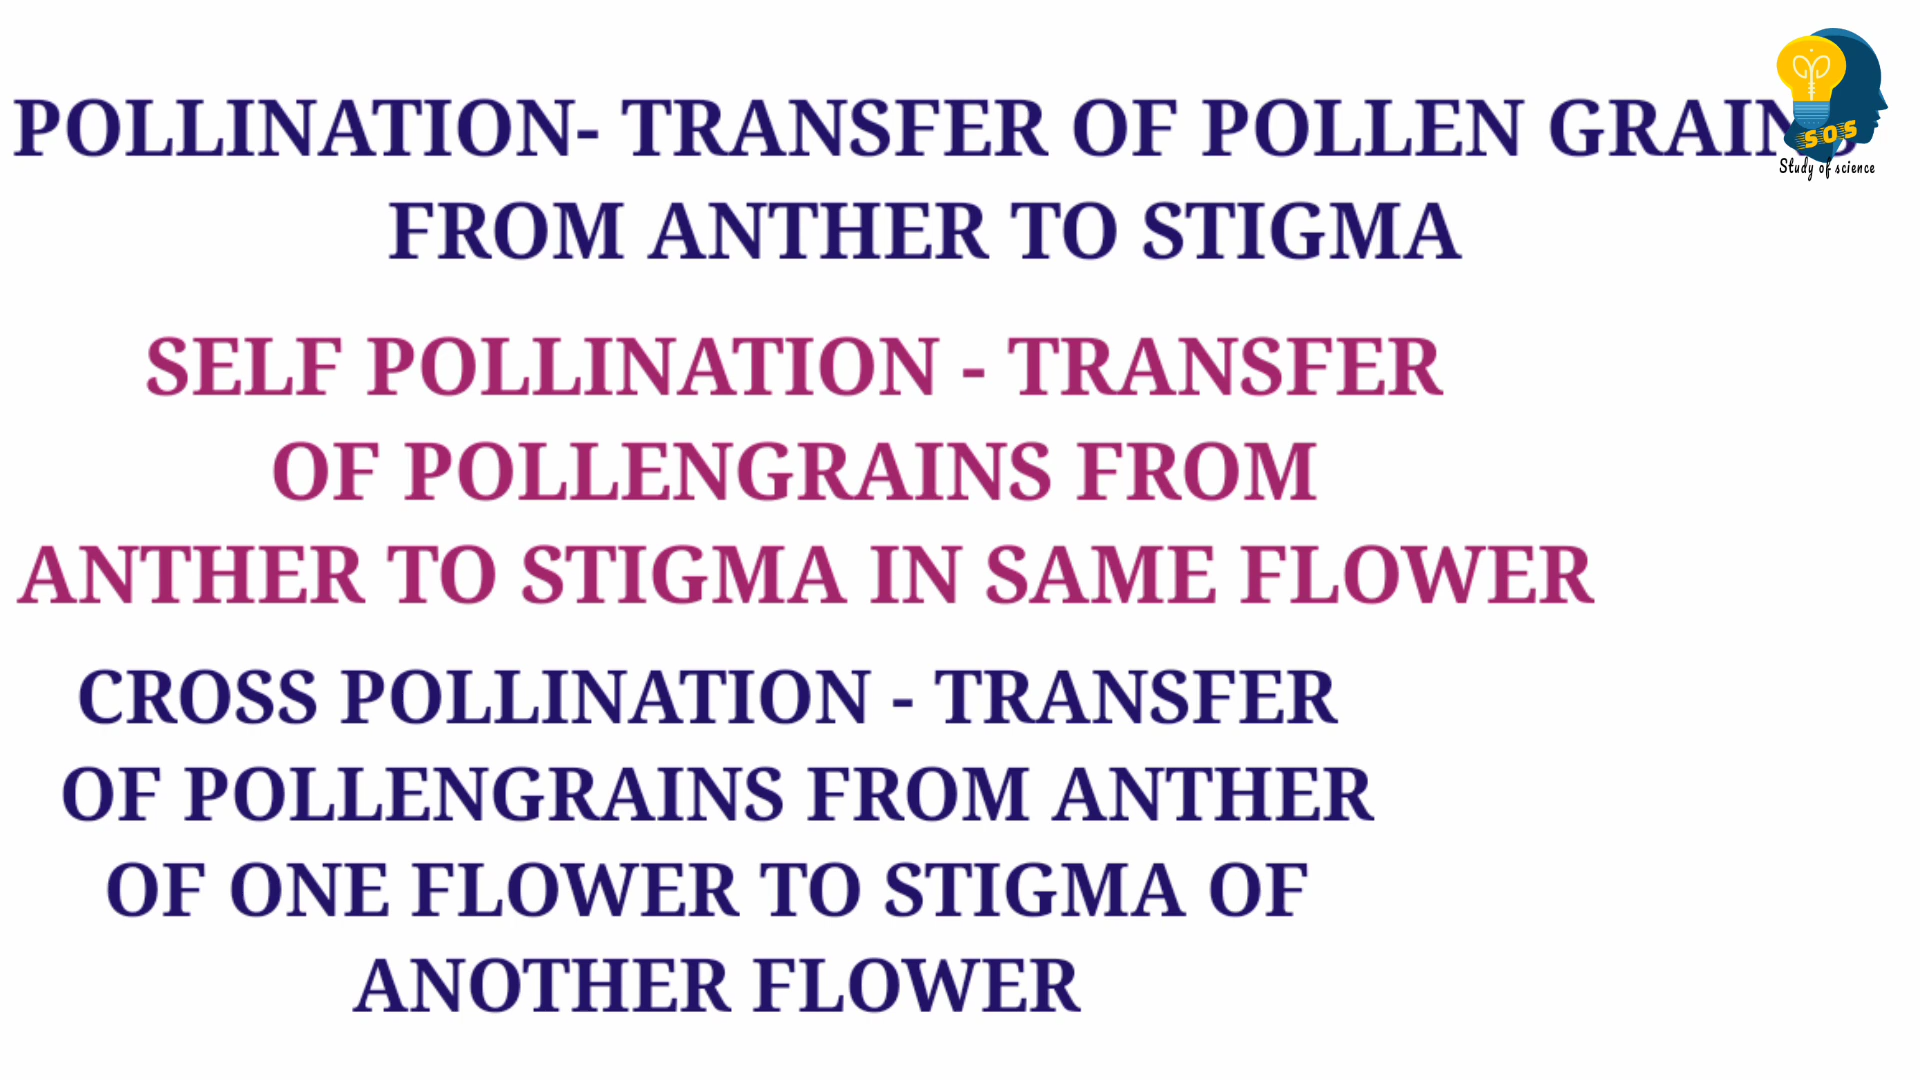 POLLINATION- TRANSFER OF POLLEN GRAINS
FROM ANTHER TO STIGMA
SELF POLLINATION - TRANSFER
OF POLLENGRAINS FROM
ANTHER TO STIGMA IN SAME FLOWER
CROSS POLLINATION - TRANSFER
OF POLLENGRAINS FROM ANTHER
OF ONE FLOWER TO STIGMA OF
ANOTHER FLOWER
SOS
Study of science